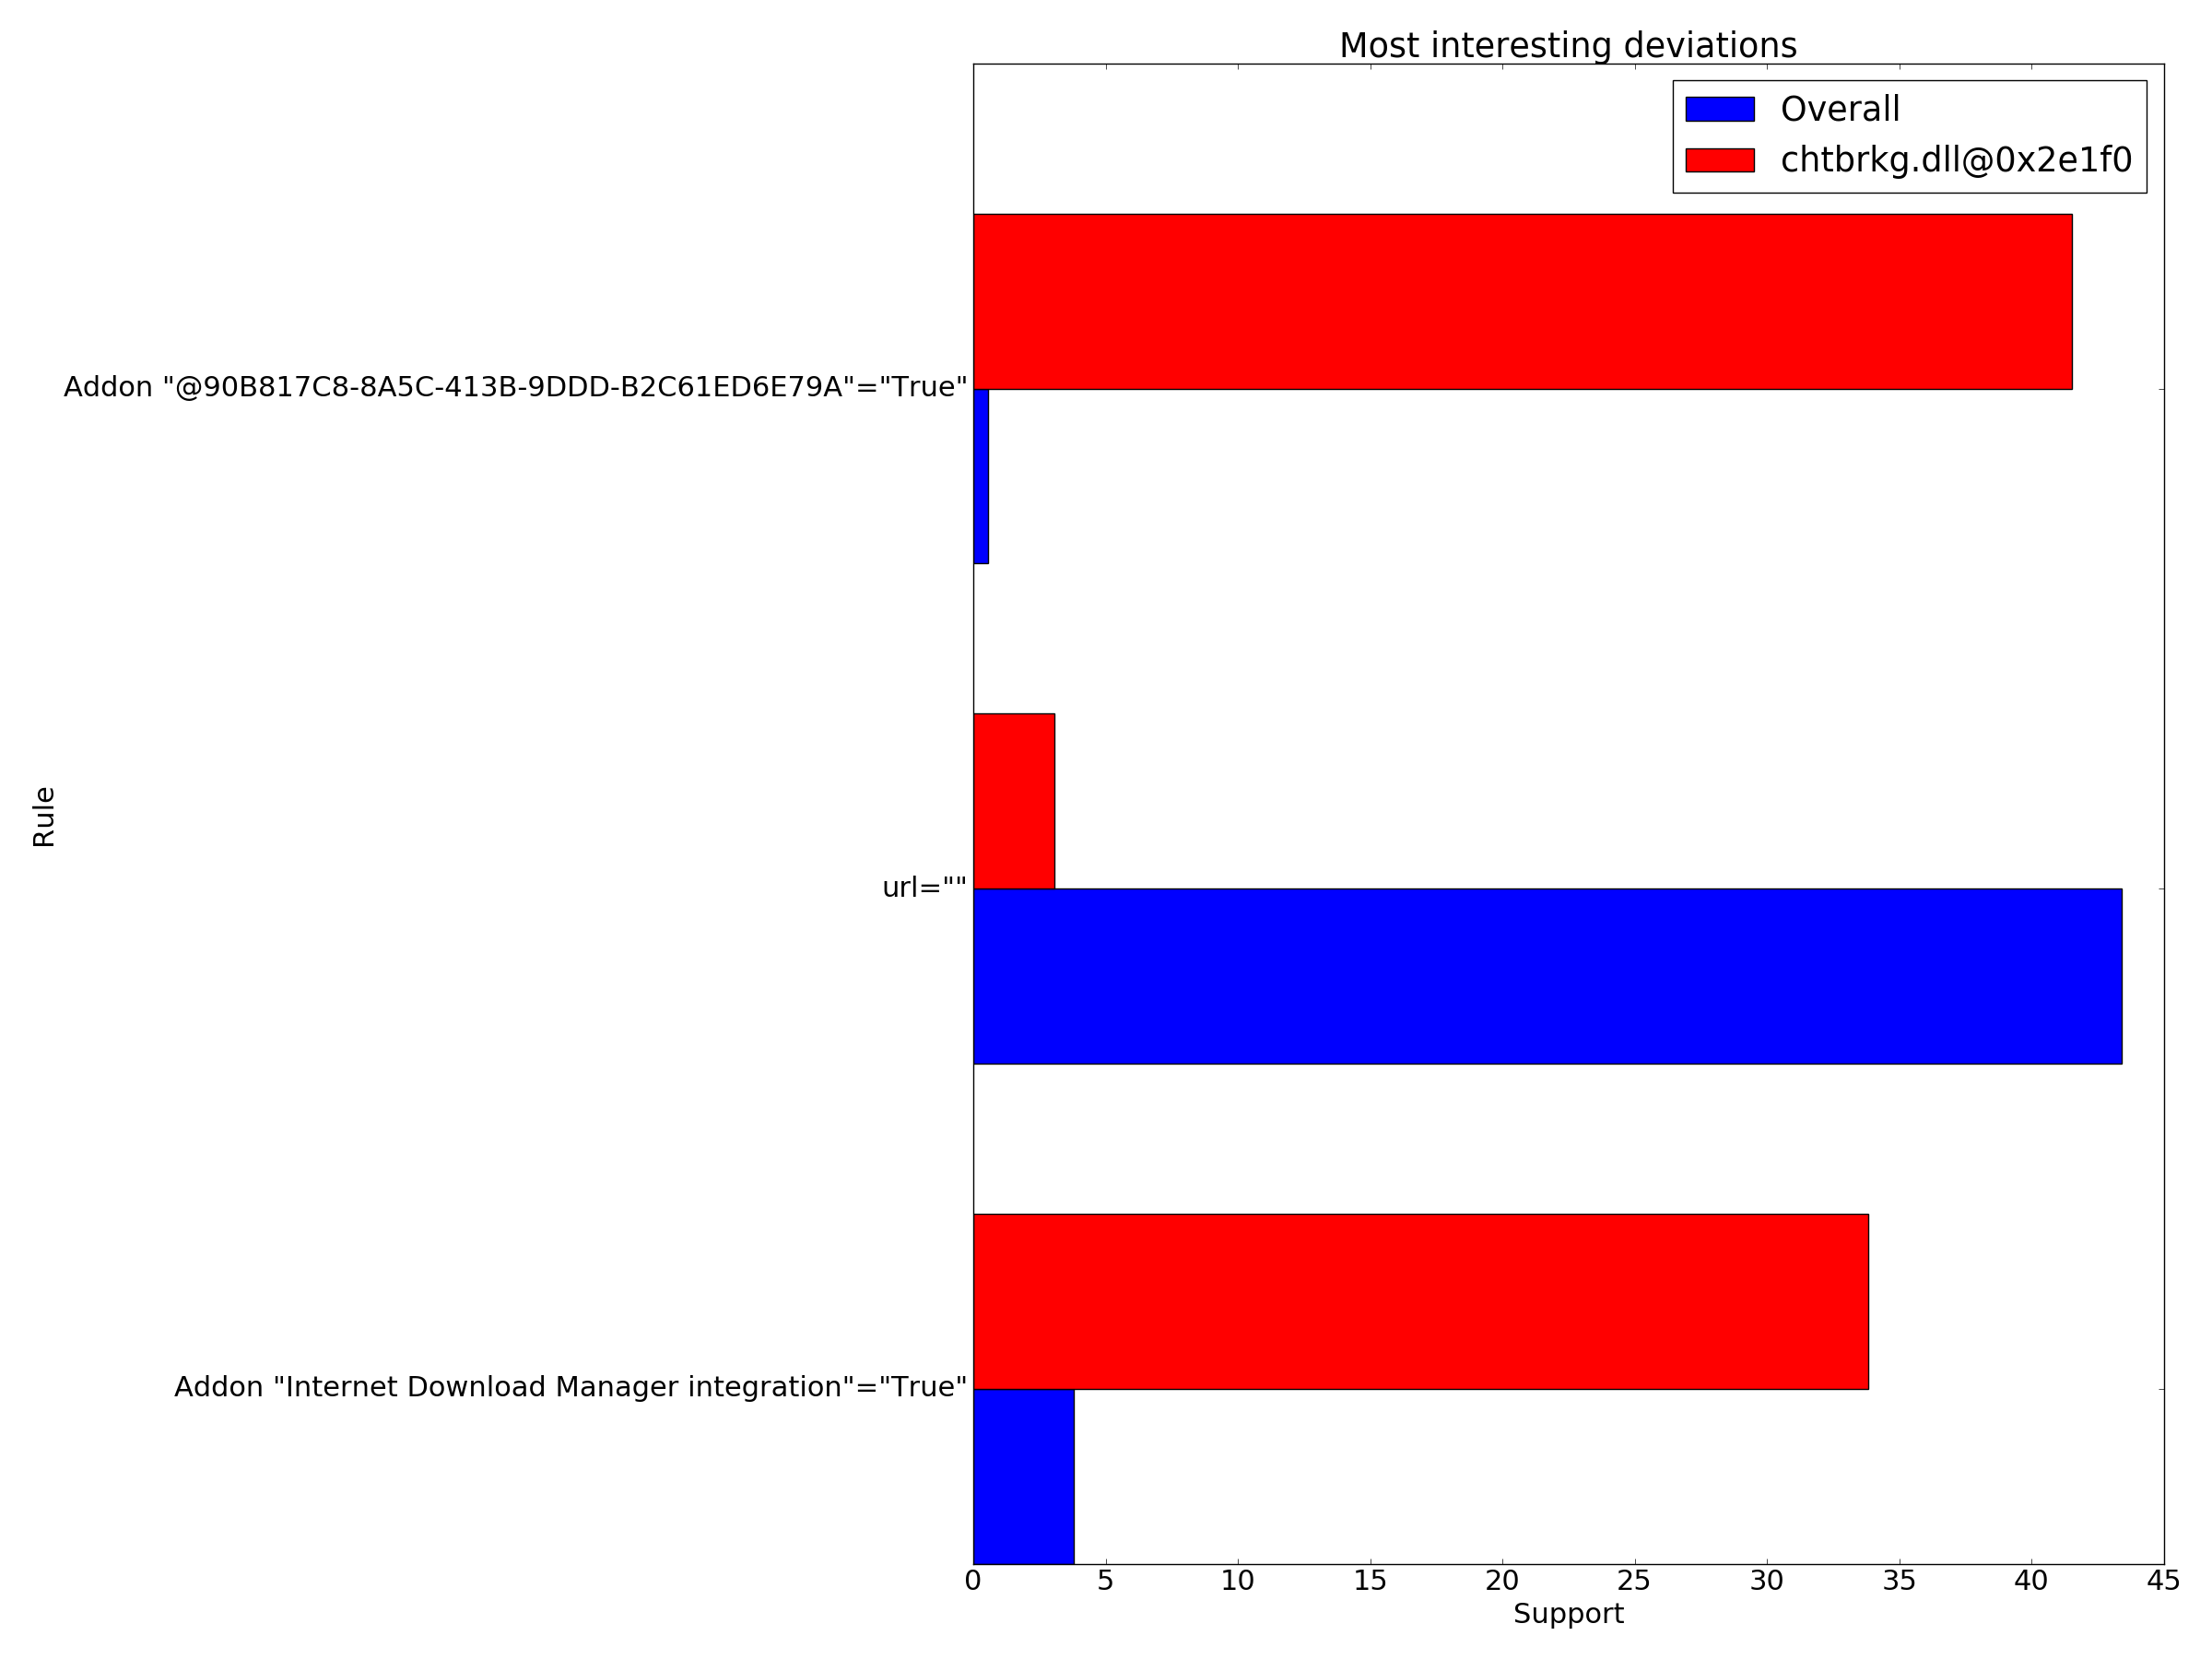 Most interesting deviations
Overall
chtbrkg.dll@0x2e1f0
Addon "@90B817C8-8A5C-413B-9DDD-B2C61ED6E79A"="True"
Rule
url=""
Addon "Internet Download Manager integration"="True"
0 5 10 15 20 25 30 35 40 45
Support